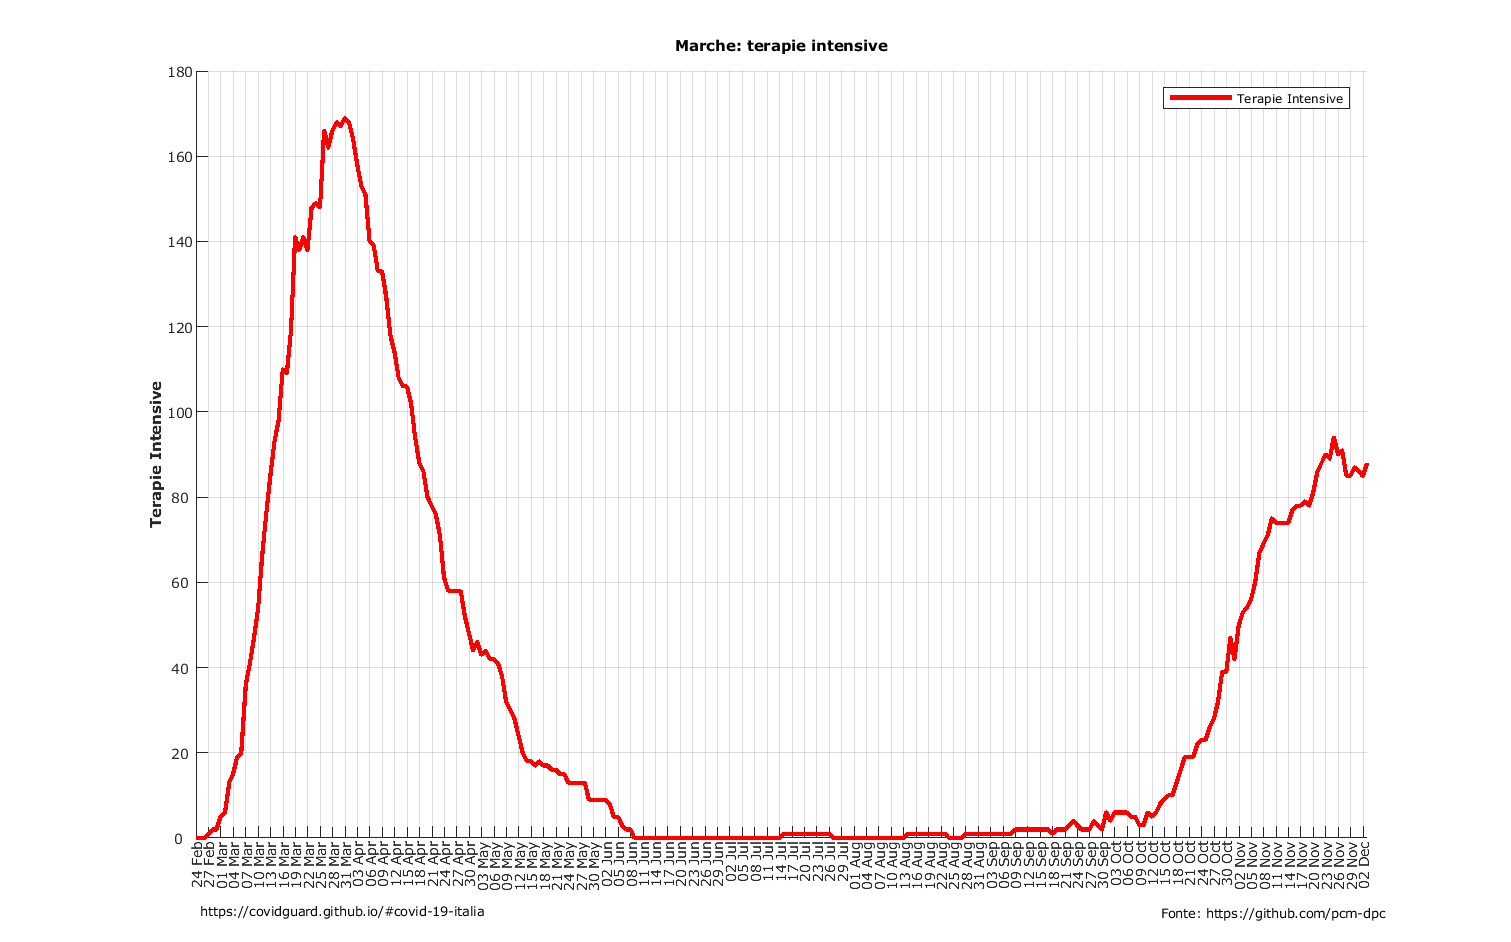 Marche: terapie intensive
Terapie Intensive
Terapie Intensive
180
160
140
120
100
80
60
40
20
0
24 Feb
27 Feb
01 Mar
04 Mar
07 Mar
10 Mar
13 Mar
16 Mar
19 Mar
22 Mar
25 Mar
28 Mar
31 Mar
03 Apr
06 Apr
09 Apr
12 Apr
15 Apr
18 Apr
21 Apr
24 Apr
27 Apr
30 Apr
03 May
06 May
09 May
12 May
15 May
18 May
21 May
24 May
27 May
30 May
02 Jun
05 Jun
08 Jun
11 Jun
14 Jun
17 Jun
20 Jun
23 Jun
26 Jun
29 Jun
02 Jul
05 Jul
08 Jul
11 Jul
14 Jul
17 Jul
20 Jul
23 Jul
26 Jul
29 Jul
01 Aug
04 Aug
07 Aug
10 Aug
13 Aug
16 Aug
19 Aug
22 Aug
25 Aug
28 Aug
31 Aug
03 Sep
06 Sep
09 Sep
12 Sep
15 Sep
18 Sep
21 Sep
24 Sep
27 Sep
30 Sep
03 Oct
06 Oct
09 Oct
12 Oct
15 Oct
18 Oct
21 Oct
24 Oct
27 Oct
30 Oct
02 Nov
05 Nov
08 Nov
11 Nov
14 Nov
17 Nov
20 Nov
23 Nov
26 Nov
29 Nov
02 Dec
https://covidguard.github.io/#covid-19-italia
Fonte: https://github.com/pcm-dpc